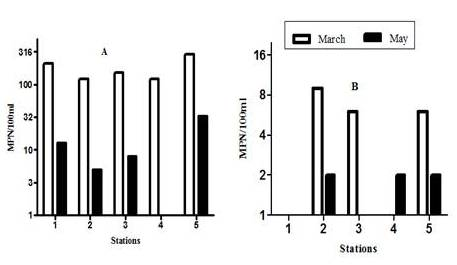 A
MPN/100ml
316
100
32
10
3
1
1 2 3 4 5
Stations
March May
B
MPN/100ml
16
8
4
2
1
1 2 3 4 5
Stations